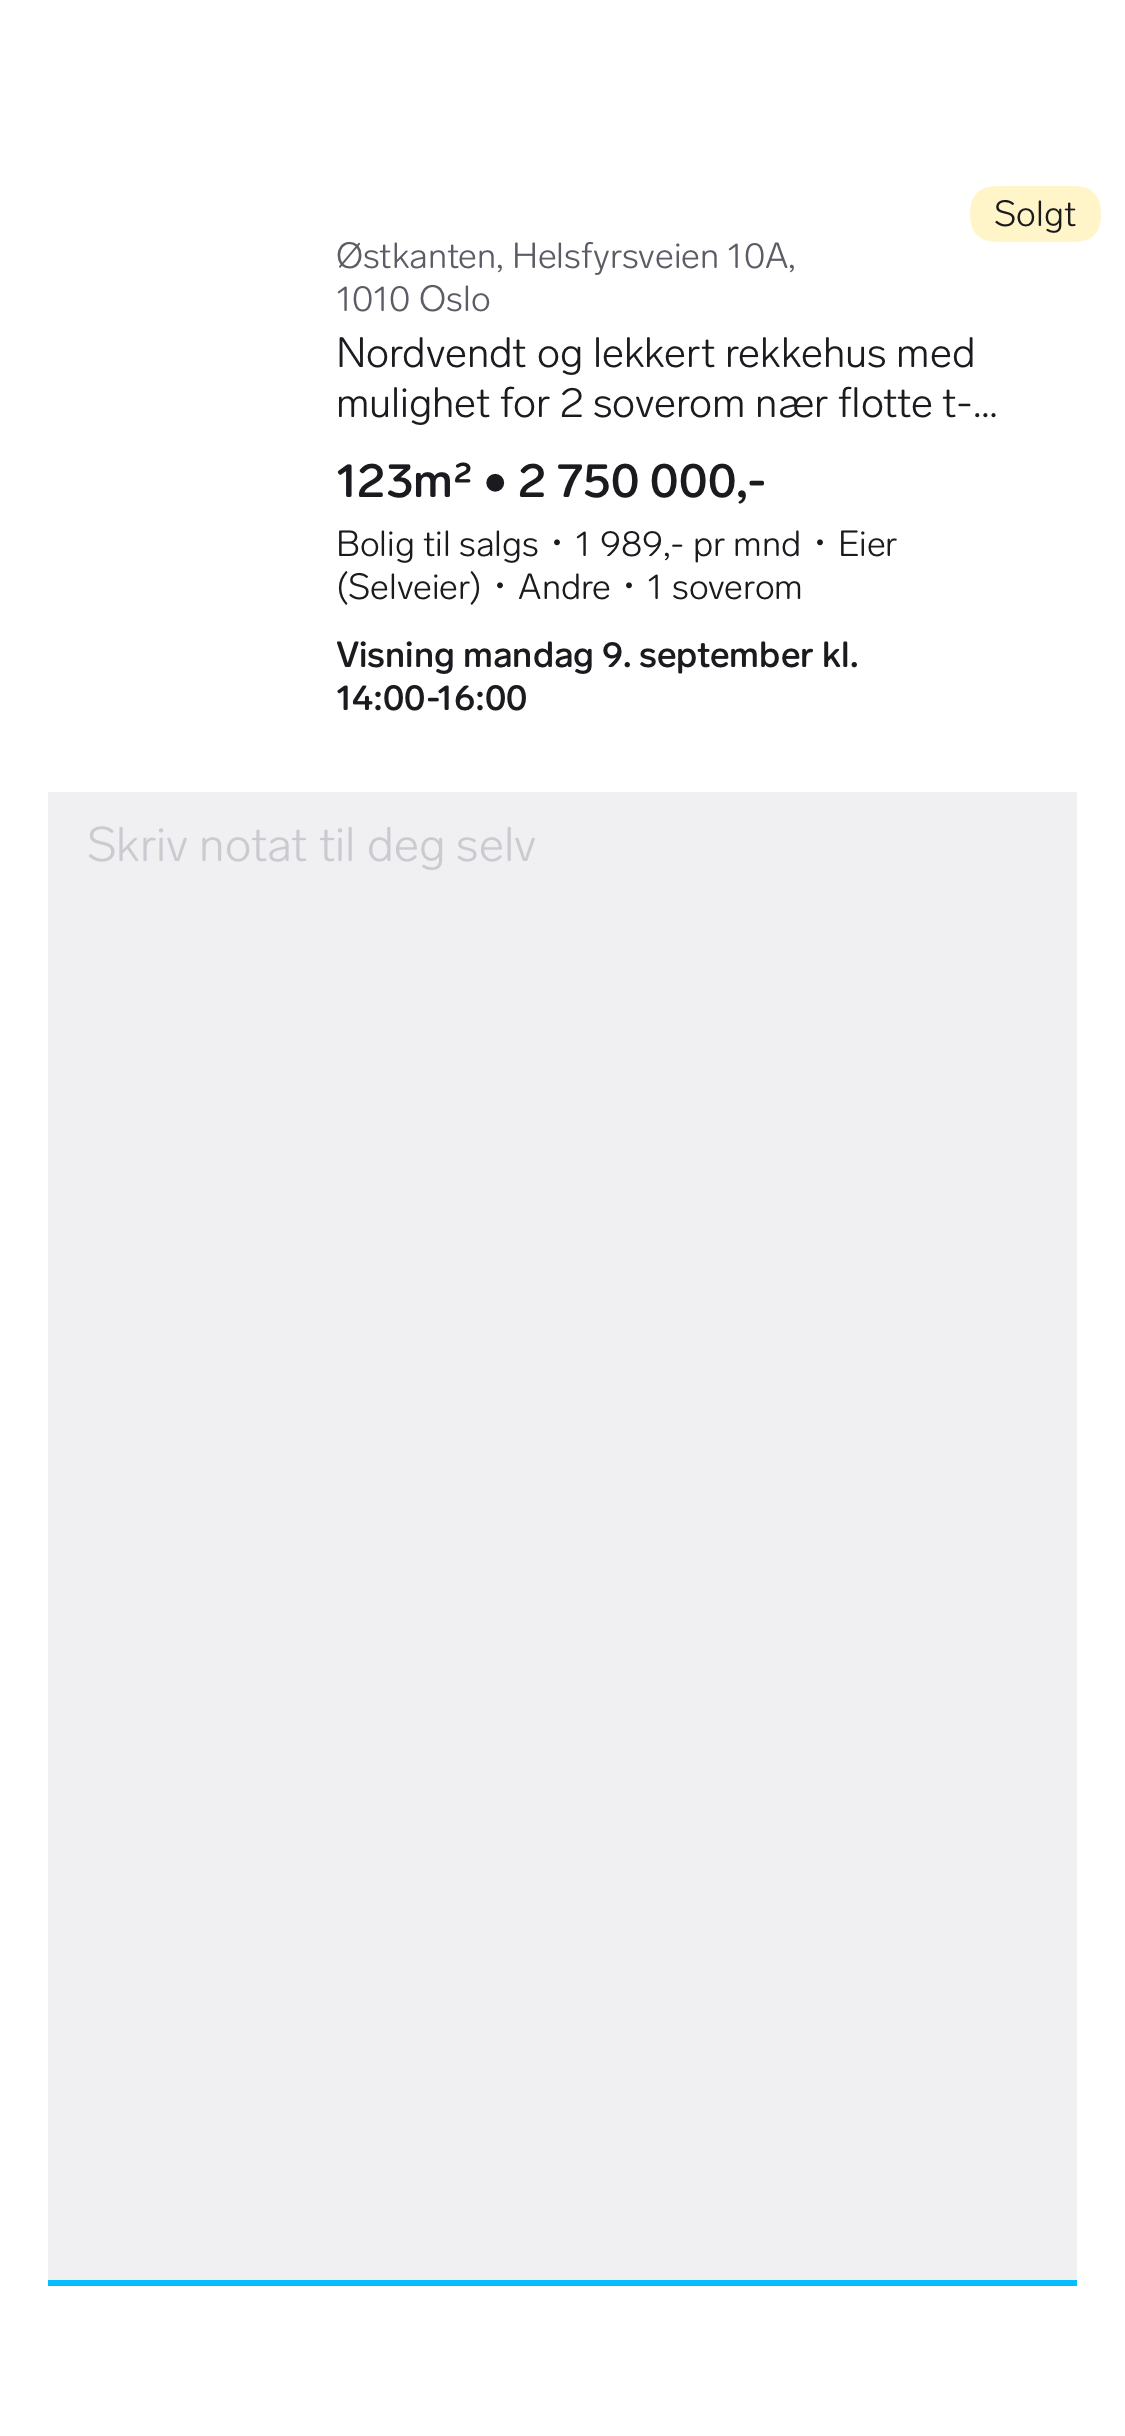 Solgt
Østkanten, Helsfyrsveien 10A,
1010 Oslo
Nordvendt og lekkert rekkehus med
mulighet for 2 soverom nær flotte t-...
123m² • 2 750 000,-
Bolig til salgs • 1 989,- pr mnd • Eier
(Selveier) • Andre • 1 soverom
Visning mandag 9. september kl.
14:00-16:00
Skriv notat til deg selv